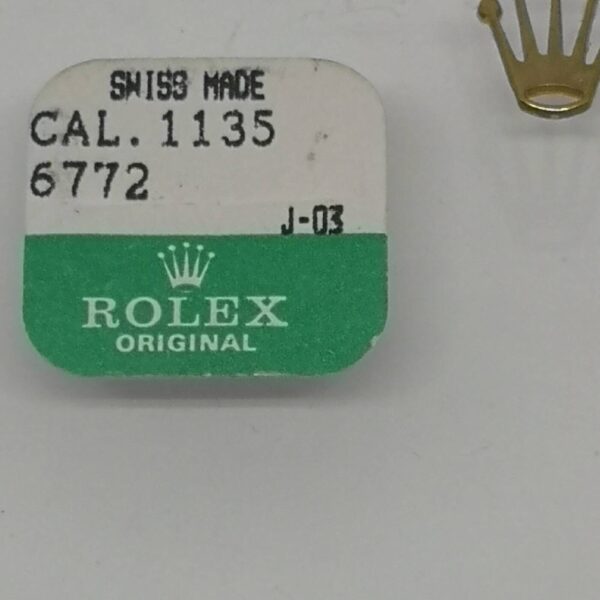 SWISS MADE
CAL. 1135
6772
J-03
ROLEX
ORIGINAL